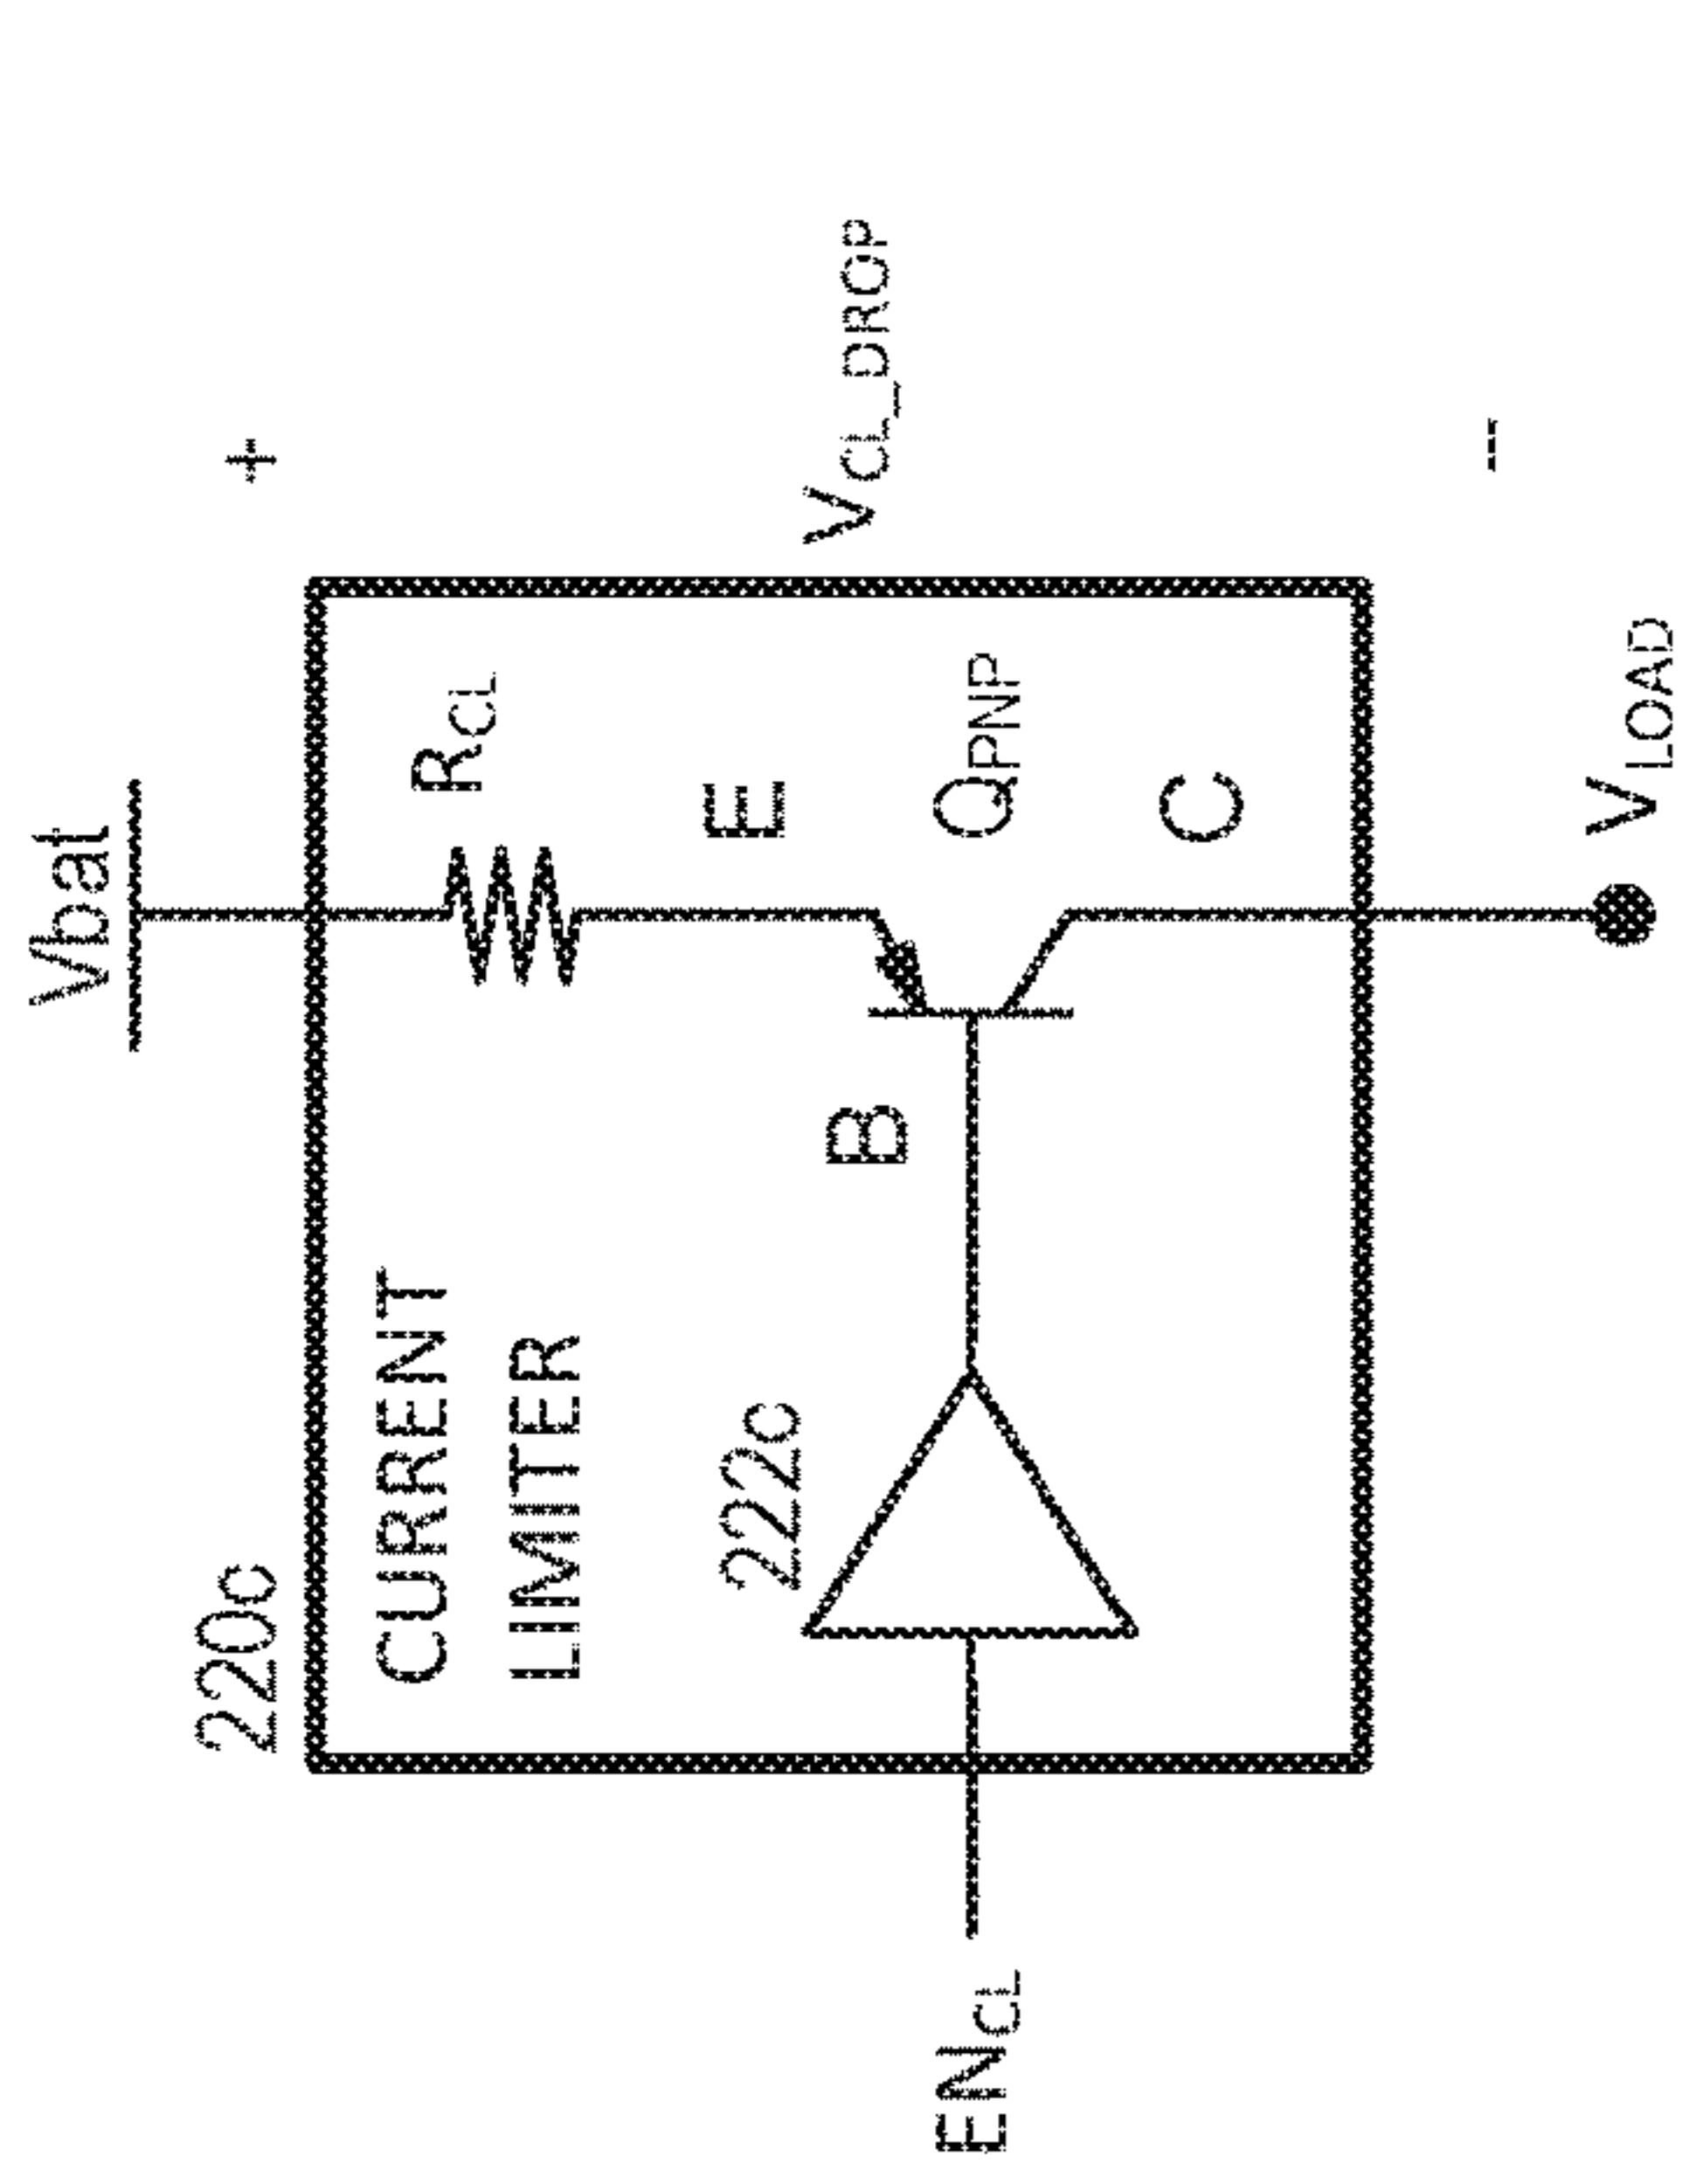 Vbat
220c
+
CURRENT
LIMITER
R_CL
E
222c
B
V_CL_DROP
Q_PNP
EN_CL
C
--
V_LOAD